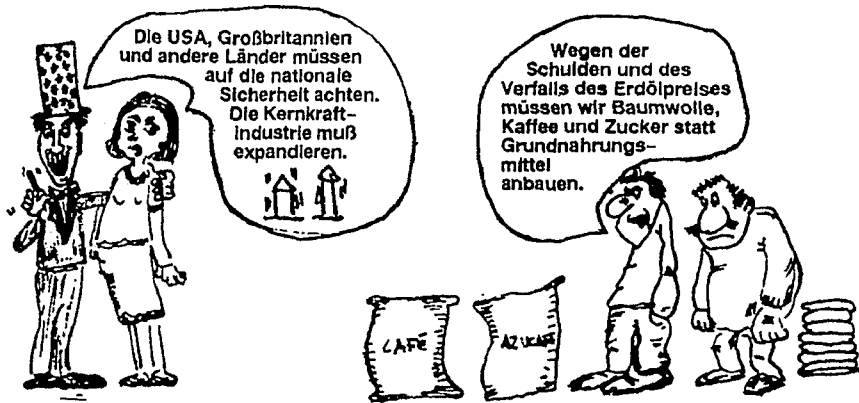 Die USA, Großbritannien
und andere Länder müssen
auf die nationale
Sicherheit achten.
Die Kernkraft-
industrie muß
expandieren.
Wegen der
Schulden und des
Verfalls des Erdölpreises
müssen wir Baumwolle,
Kaffee und Zucker statt
Grundnahrungs-
mittel
anbauen.
CAFÉ
AZUCAR